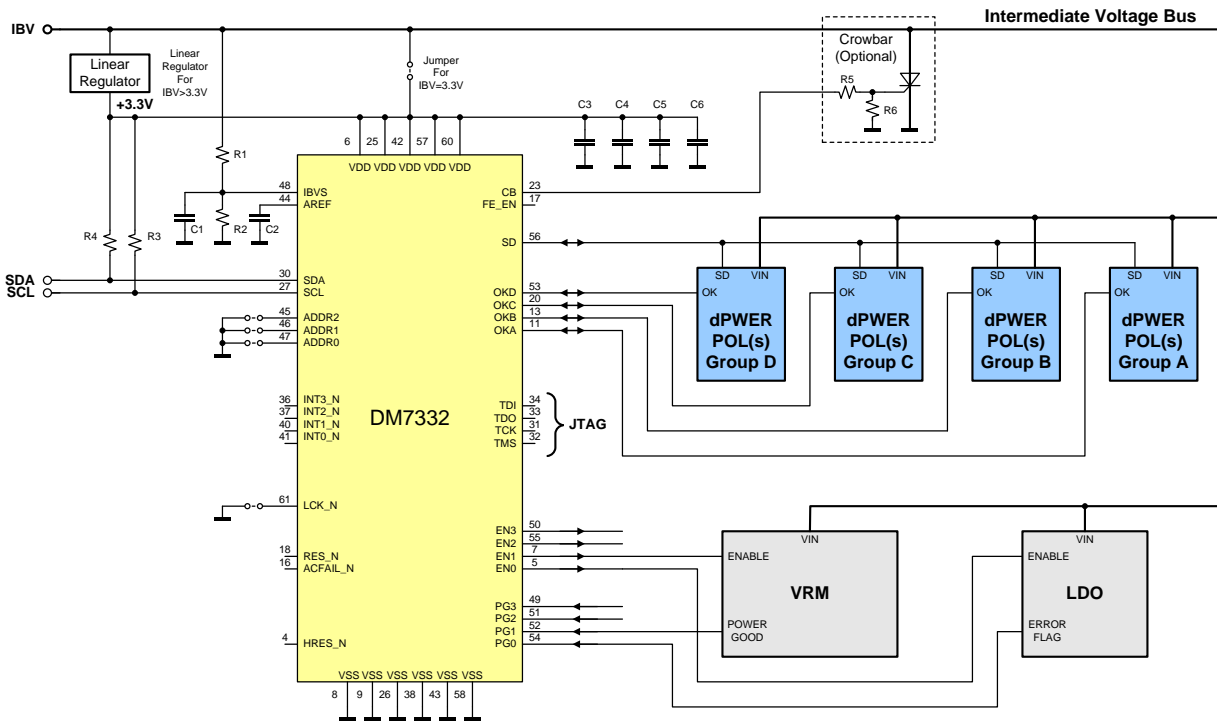 IBV
Intermediate Voltage Bus
Linear
Regulator
+3.3V
Linear
Regulator
For
IBV>3.3V
Jumper
For
IBV=3.3V
Crowbar
(Optional)
R5
R6
C3
C4
C5
C6
R1
R4
R3
C1
R2
C2
SDA
SCL
6
25
42
57
60
VDD
VDD
VDD
VDD
VDD
48
IBVS
44
AREF
30
SDA
27
SCL
45
ADDR2
46
ADDR1
47
ADDR0
36
INT3_N
37
INT2_N
40
INT1_N
41
INT0_N
61
LCK_N
18
RES_N
16
ACFAIL_N
4
HRES_N
DM7332
CB
23
FE_EN
17
SD
56
OKD
53
OKC
20
OKB
13
OKA
11
TDI
34
TDO
33
TCK
31
TMS
32
JTAG
EN3
50
EN2
55
EN1
7
EN0
5
PG3
49
PG2
51
PG1
52
PG0
54
VSS
VSS
VSS
VSS
VSS
VSS
8
9
26
38
43
58
SD
VIN
OK
dPWER
POL(s)
Group D
SD
VIN
OK
dPWER
POL(s)
Group C
SD
VIN
OK
dPWER
POL(s)
Group B
SD
VIN
OK
dPWER
POL(s)
Group A
VIN
ENABLE
VRM
POWER
GOOD
VIN
ENABLE
LDO
ERROR
FLAG